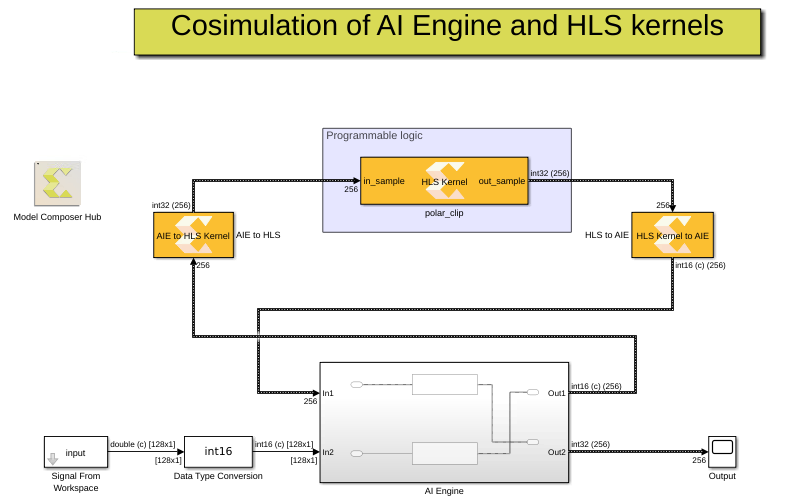 Cosimulation of AI Engine and HLS kernels
Programmable logic
in_sample
HLS Kernel
out_sample
256
int32 (256)
polar_clip
Model Composer Hub
int32 (256)
AIE to HLS Kernel
AIE to HLS
256
256
HLS to AIE
HLS Kernel to AIE
int16 (c) (256)
In1
256
Out1
int16 (c) (256)
input
double (c) [128x1]
[128x1]
Signal From
Workspace
int16
int16 (c) [128x1]
[128x1]
Data Type Conversion
In2
Out2
int32 (256)
256
AI Engine
Output